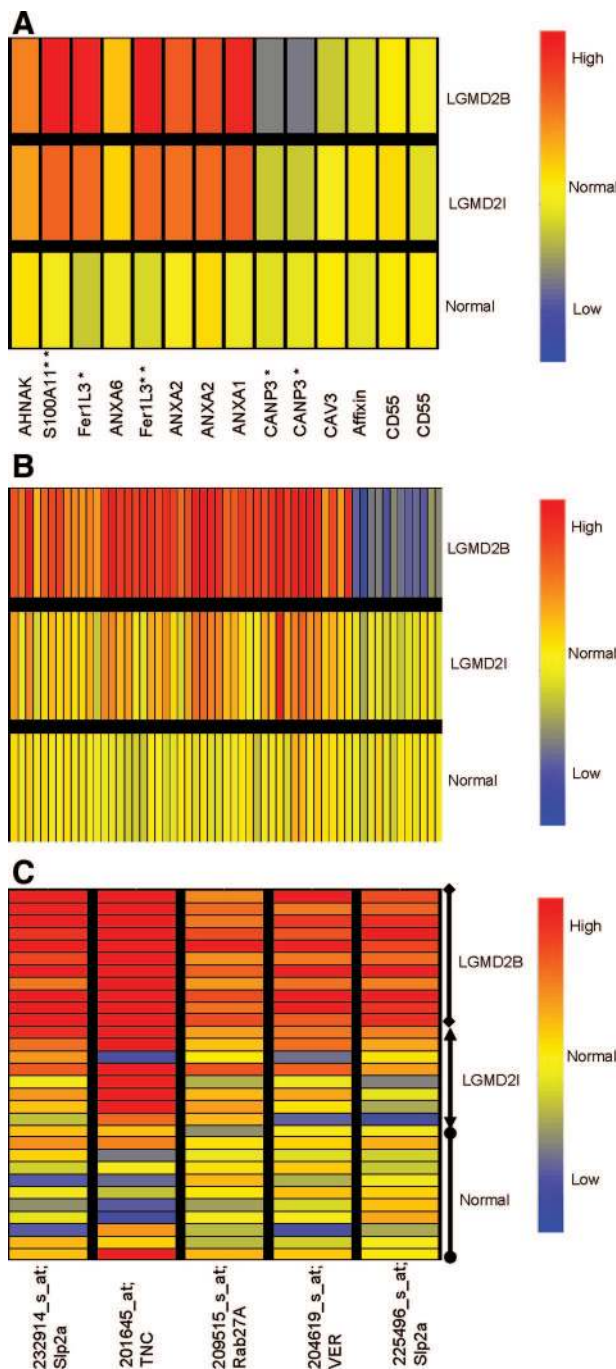 A
High
LGMD2B
LGMD2I
Normal
Normal
Low
AHNAK
S100A11**
Fer1L3 *
ANXA6
Fer1L3**
ANXA2
ANXA2
ANXA1
CANP3 *
CANP3 *
CAV3
Affixin
CD55
CD55
B
High
LGMD2B
LGMD2I
Normal
Normal
Low
C
High
LGMD2B
LGMD2I
Normal
Normal
Low
232914_s_at;
Slp2a
201645_at;
TNC
209515_s_at;
Rab27A
204619_s_at;
VER
225496_s_at;
Slp2a